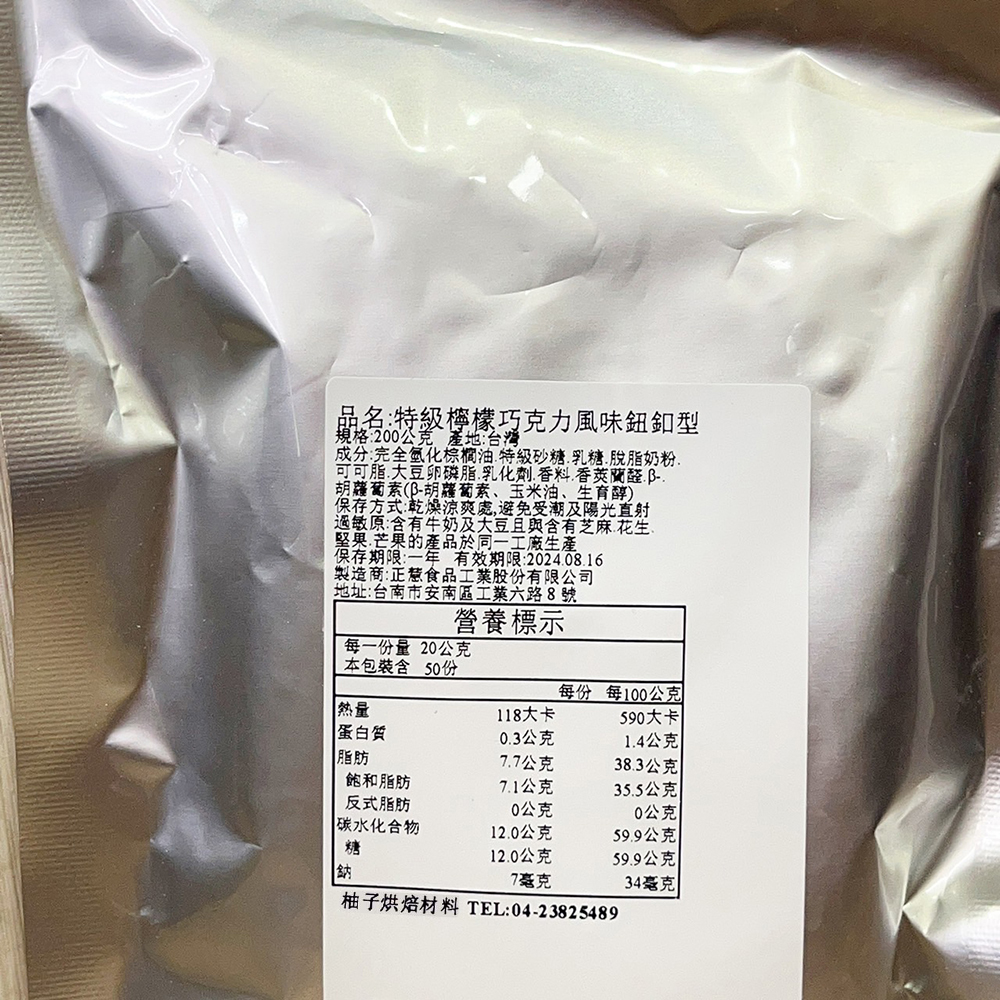 品名:特級檸檬巧克力風味鈕釦型
規格:200公克 產地:台灣
成分:完全氫化棕櫚油.特級砂糖.乳糖.脫脂奶粉.
可可脂.大豆卵磷脂.乳化劑.香料.香莢蘭醛.β-.
胡蘿蔔素(β-胡蘿蔔素、玉米油、生育醇)
保存方式:乾燥涼爽處,避免受潮及陽光直射
過敏原:含有牛奶及大豆且與含有芝麻.花生.
堅果.芒果的產品於同一工廠生產
保存期限:一年 有效期限:2024.08.16
製造商:正慧食品工業股份有限公司
地址:台南市安南區工業六路8號
營養標示
每一份量 20公克
本包裝含 50份
每份 每100公克
熱量 118大卡 590大卡
蛋白質 0.3公克 1.4公克
脂肪 7.7公克 38.3公克
飽和脂肪 7.1公克 35.5公克
反式脂肪 0公克 0公克
碳水化合物 12.0公克 59.9公克
糖 12.0公克 59.9公克
鈉 7毫克 34毫克
柚子烘焙材料 TEL:04-23825489